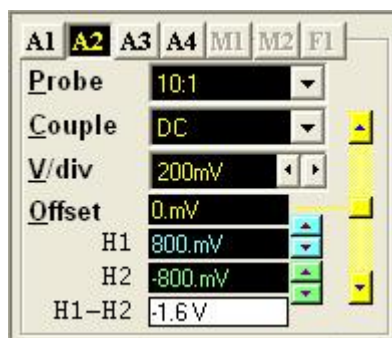 A1 A2 A3 A4 M1 M2 F1
Probe 10:1
Couple DC
V/div 200mV
Offset 0.mV
H1 800.mV
H2 -800.mV
H1-H2 -1.6 V